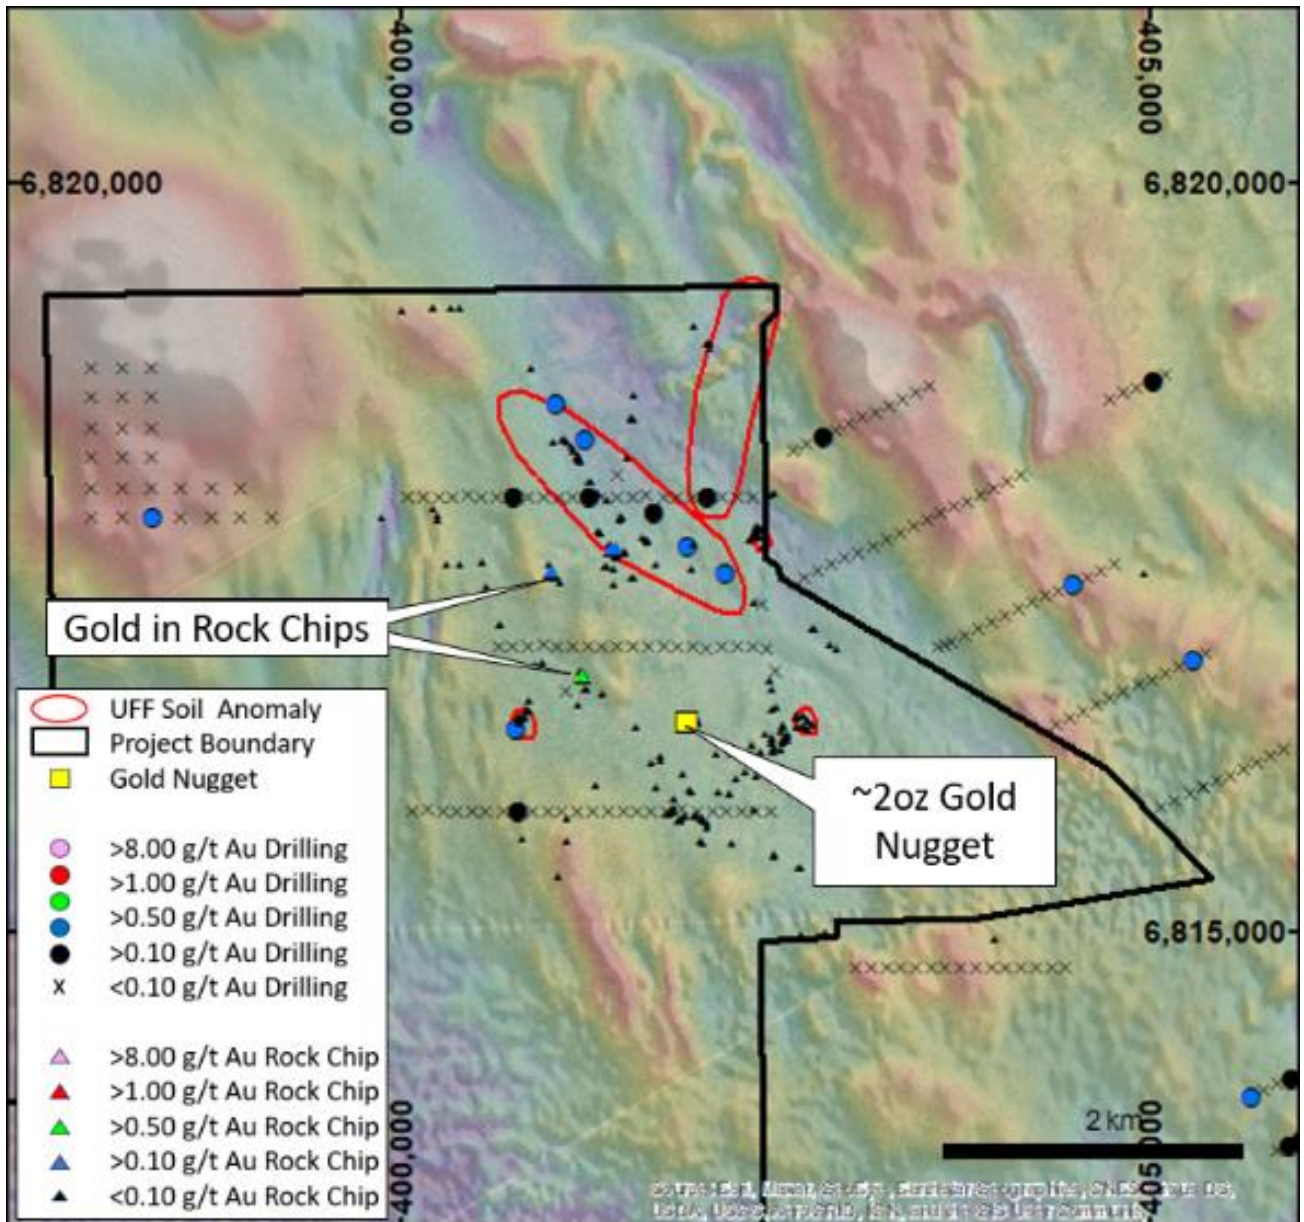 400,000
405,000
6,820,000
6,820,000
Gold in Rock Chips
UFF Soil Anomaly
Project Boundary
Gold Nugget
~2oz Gold
Nugget
>8.00 g/t Au Drilling
>1.00 g/t Au Drilling
>0.50 g/t Au Drilling
>0.10 g/t Au Drilling
<0.10 g/t Au Drilling
6,815,000
>8.00 g/t Au Rock Chip
>1.00 g/t Au Rock Chip
>0.50 g/t Au Rock Chip
>0.10 g/t Au Rock Chip
<0.10 g/t Au Rock Chip
400,000
2 km